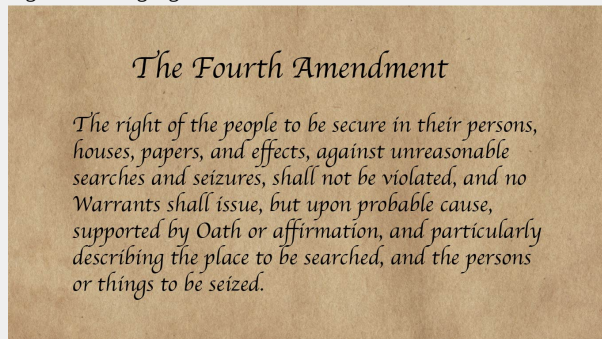 The Fourth Amendment
The right of the people to be secure in their persons,
houses, papers, and effects, against unreasonable
searches and seizures, shall not be violated, and no
Warrants shall issue, but upon probable cause,
supported by Oath or affirmation, and particularly
describing the place to be searched, and the persons
or things to be seized.